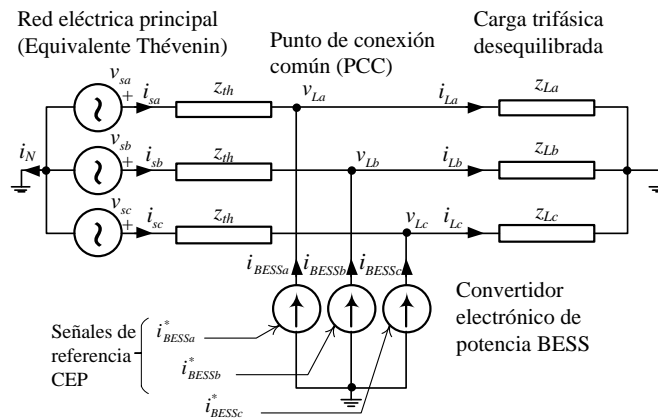 Red eléctrica principal
(Equivalente Thévenin)
Punto de conexión
común (PCC)
Carga trifásica
desequilibrada
v_sa
+
i_sa
z_th
v_La
i_La
z_La
i_N
v_sb
+
i_sb
z_th
v_Lb
i_Lb
z_Lb
v_sc
+
i_sc
z_th
v_Lc
i_Lc
z_Lc
i_BESSa
i_BESSb
i_BESSc
Convertidor
electrónico de
potencia BESS
Señales de
referencia
CEP
i*_BESSa
i*_BESSb
i*_BESSc